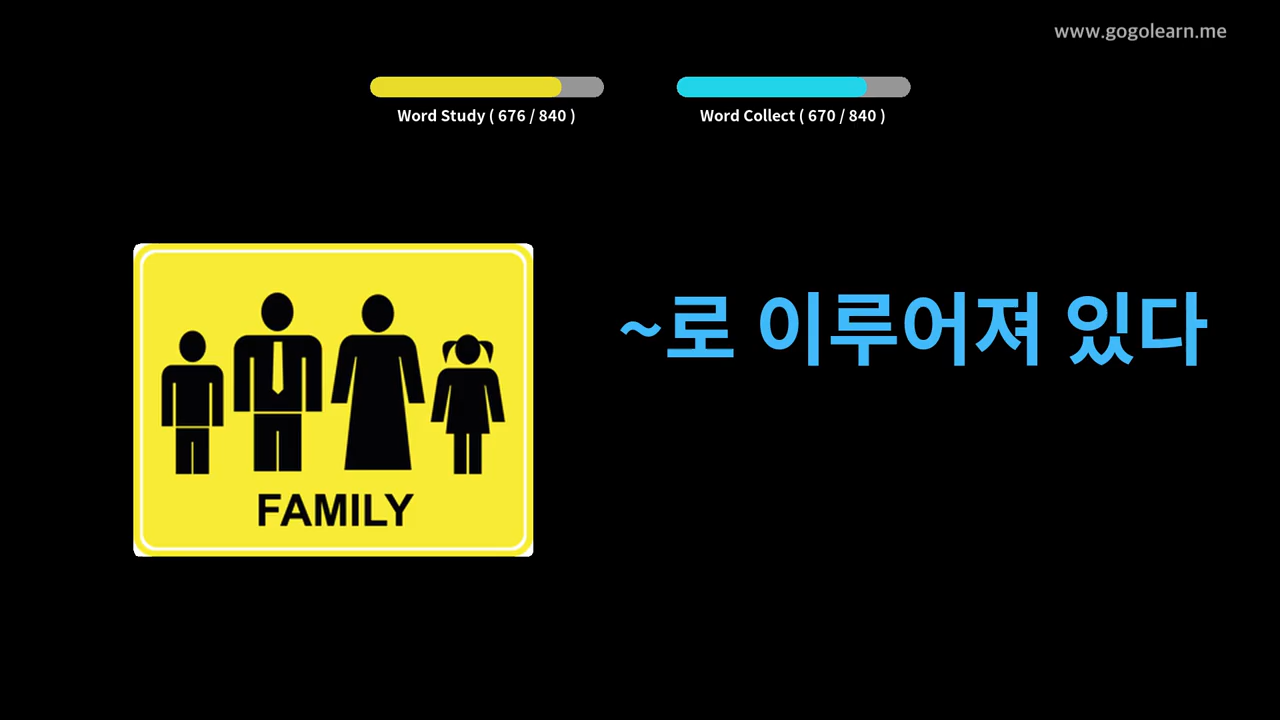 www.gogolearn.me
Word Study ( 676 / 840 )
Word Collect ( 670 / 840 )
~로 이루어져 있다
FAMILY